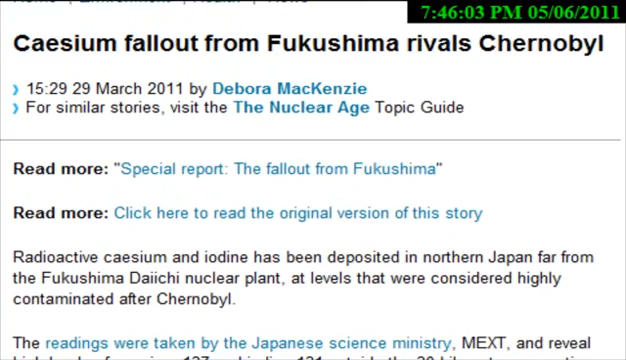 7:46:03 PM 05/06/2011
Caesium fallout from Fukushima rivals Chernobyl
15:29 29 March 2011 by Debora MacKenzie
For similar stories, visit the The Nuclear Age Topic Guide
Read more: "Special report: The fallout from Fukushima"
Read more: Click here to read the original version of this story
Radioactive caesium and iodine has been deposited in northern Japan far from
the Fukushima Daiichi nuclear plant, at levels that were considered highly
contaminated after Chernobyl.
The readings were taken by the Japanese science ministry, MEXT, and reveal